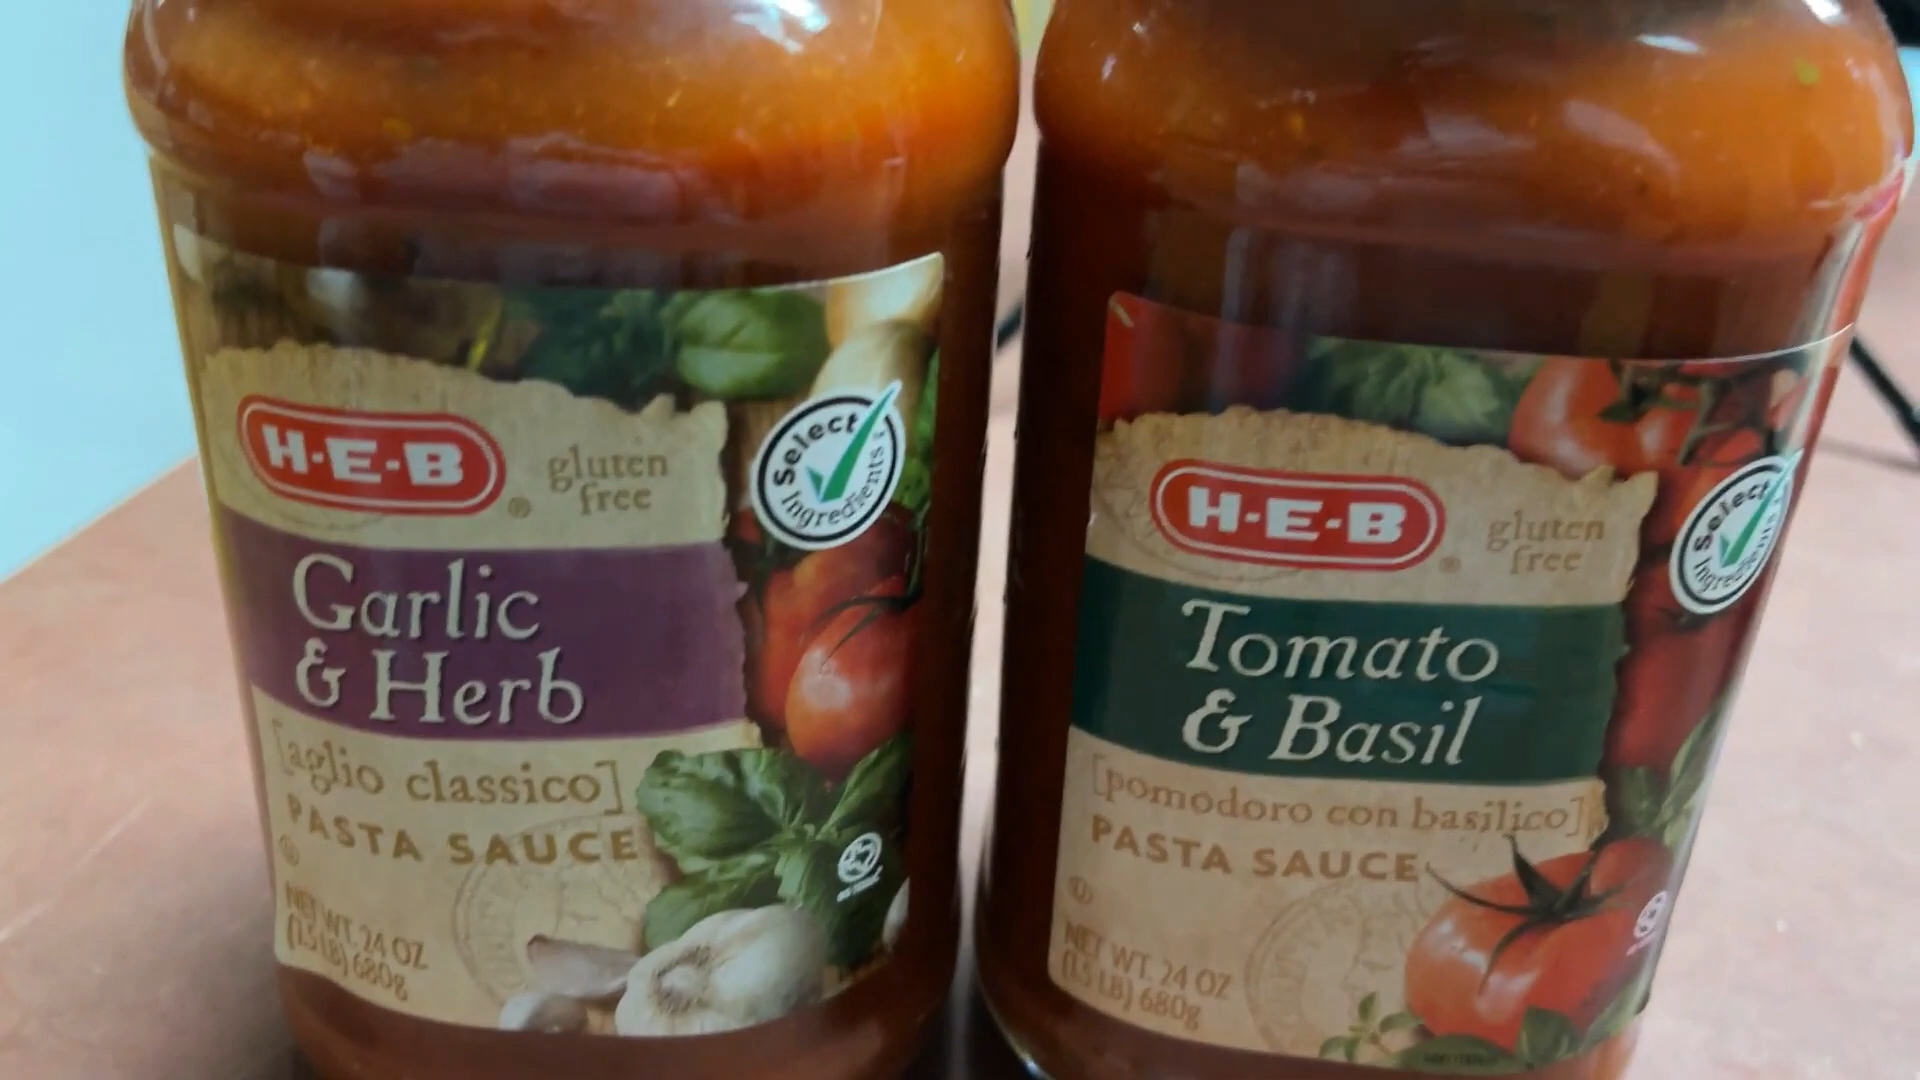 H-E-B
gluten
free
Select
Ingredients
Garlic
& Herb
[aglio classico]
PASTA SAUCE
NET WT. 24 OZ
(1.5 LB) 680g
H-E-B
gluten
free
Select
Ingredients
Tomato
& Basil
[pomodoro con basilico]
PASTA SAUCE
NET WT. 24 OZ
(1.5 LB) 680g